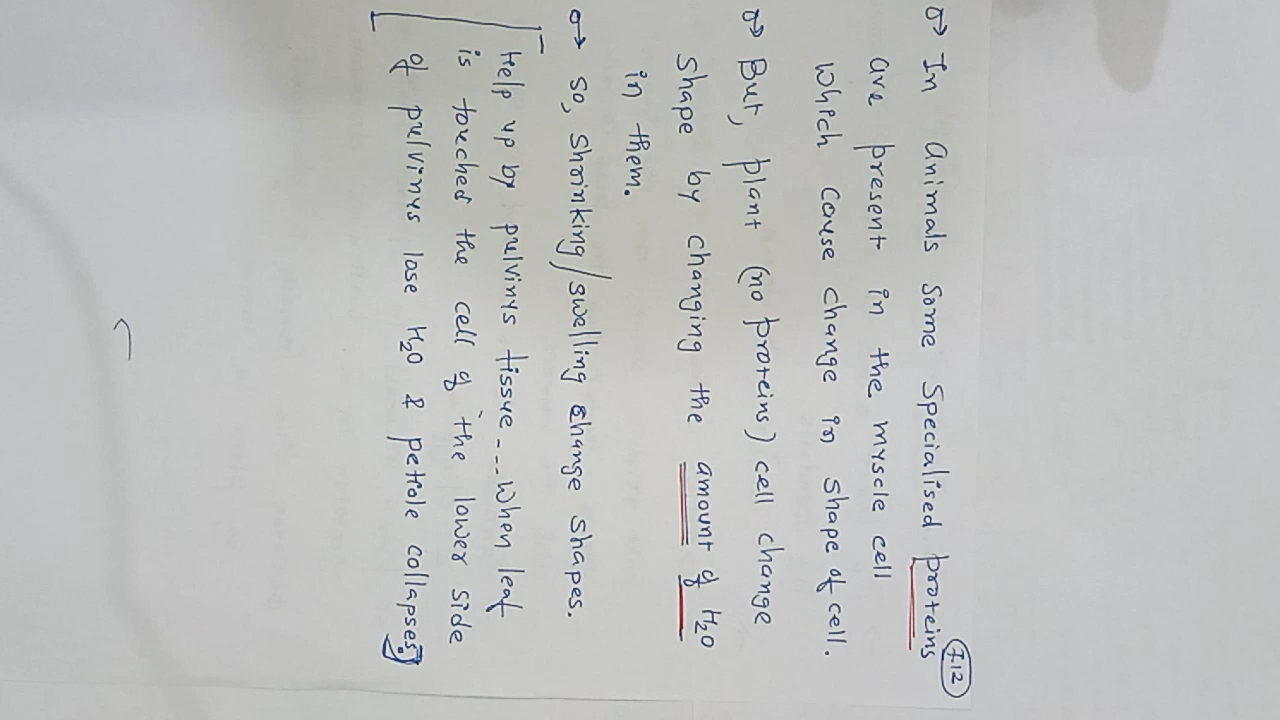 7.12
→ In animals some specialised proteins
are present in the muscle cell
which cause change in shape of cell.
→ But, plant (no proteins) cell change
shape by changing the amount of H₂O
in them.
→ so, shrinking/swelling change shapes.
[Help up by pulvinus tissue---when leaf
is touched the cell of the lower side
of pulvinus lose H₂O & petiole collapses.]